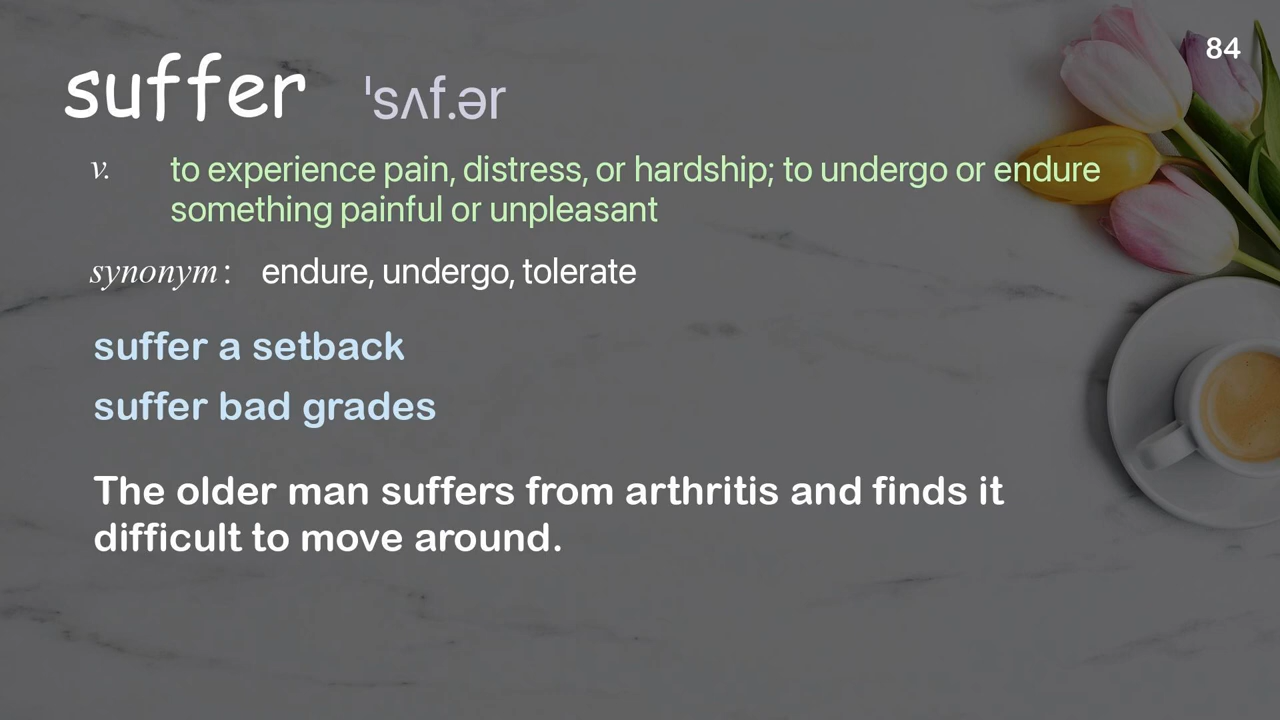 84
suffer ˈsʌf.ər
v. to experience pain, distress, or hardship; to undergo or endure
something painful or unpleasant
synonym : endure, undergo, tolerate
suffer a setback
suffer bad grades
The older man suffers from arthritis and finds it
difficult to move around.